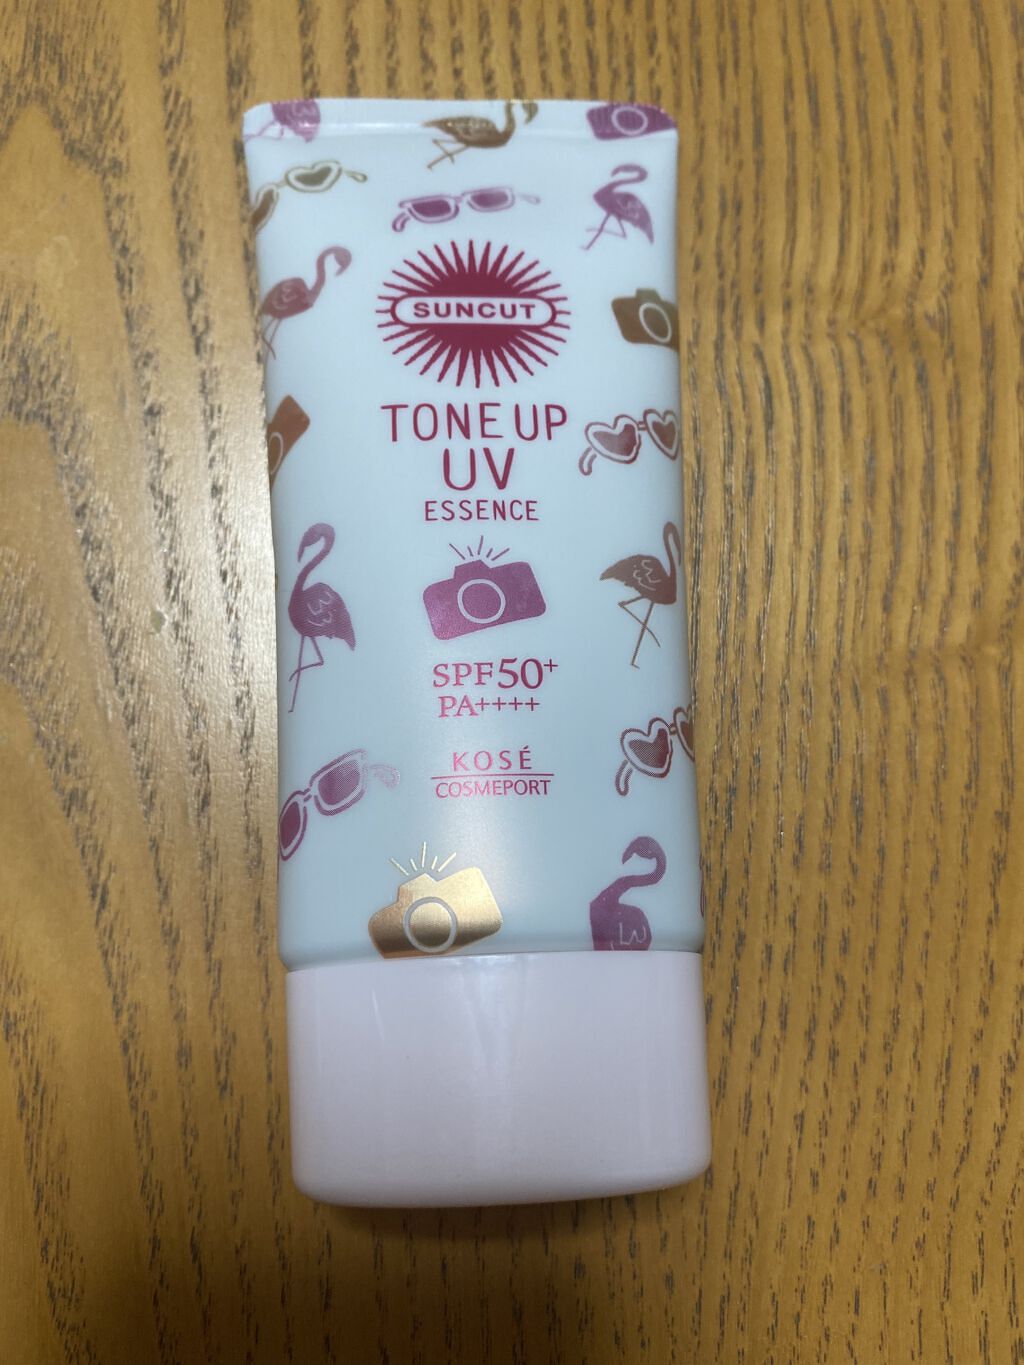 SUNCUT
TONE UP
UV
ESSENCE
SPF50+
PA++++
KOSÉ
COSMEPORT